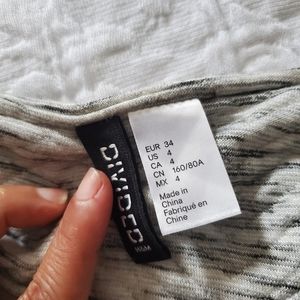 DIVIDED
H&M
EUR 34
US 4
CA 4
CN 160/80A
MX 4
Made in
China
Fabriqué en
Chine